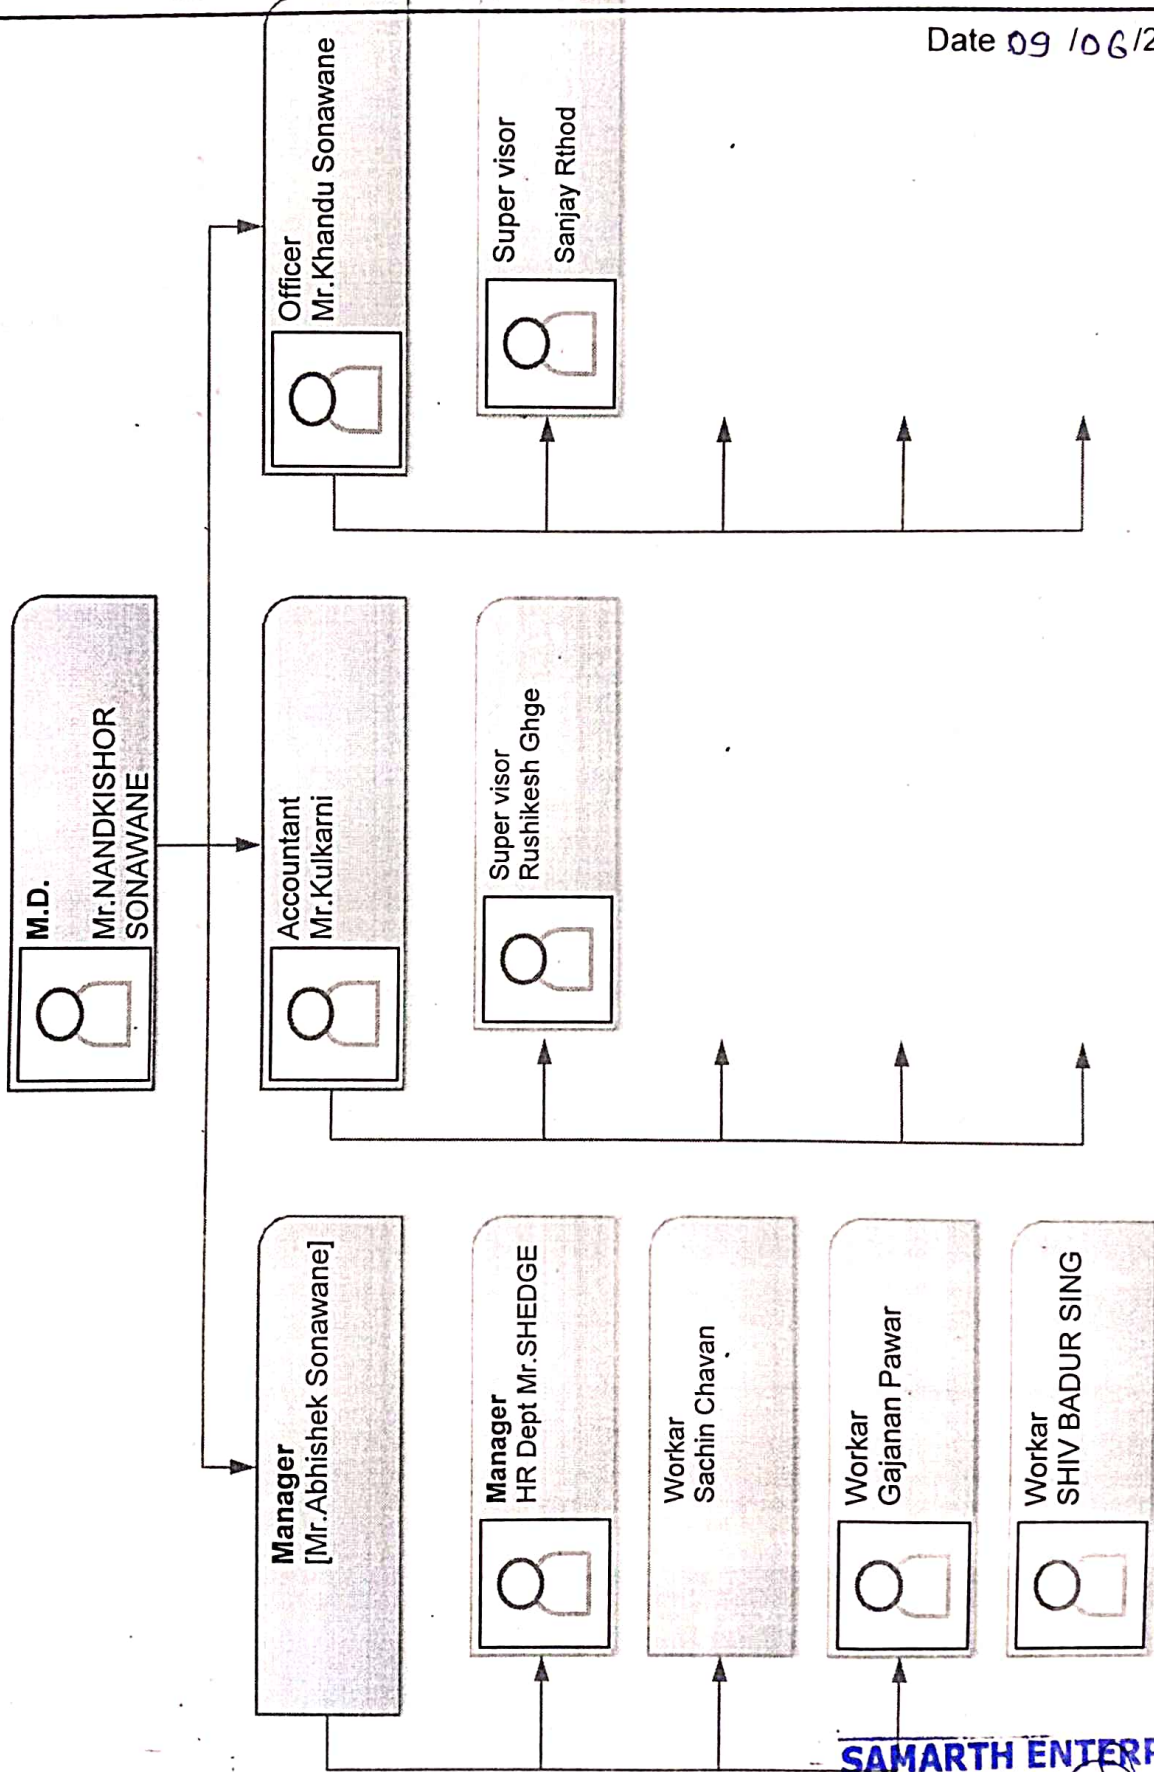 Date 09 /06/2
M.D.
Mr.NANDKISHOR
SONAWANE
Manager
[Mr.Abhishek Sonawane]
Accountant
Mr.Kulkarni
Officer
Mr.Khandu Sonawane
Manager
HR Dept Mr.SHEDGE
Super visor
Rushikesh Ghge
Super visor
Sanjay Rthod
Workar
Sachin Chavan
Workar
Gajanan Pawar
Workar
SHIV BADUR SING
SAMARTH ENTERP